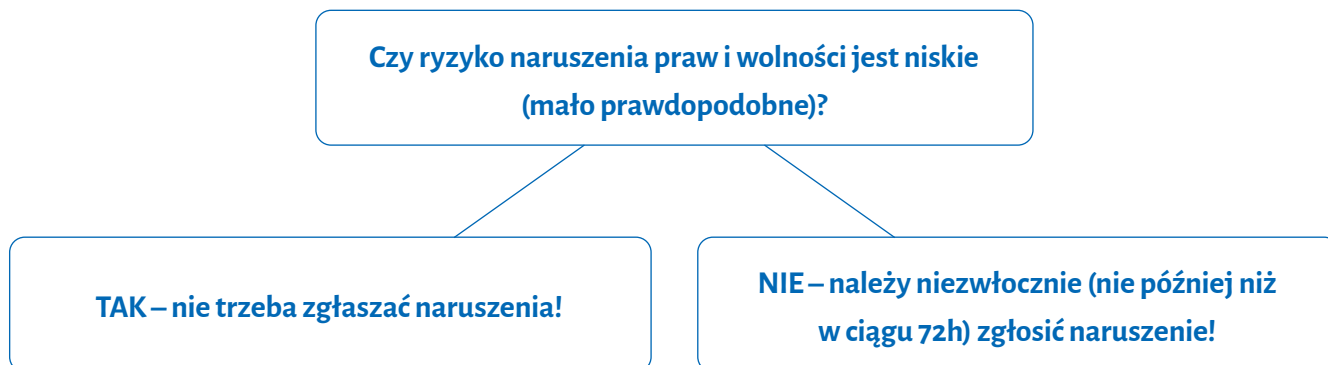 Czy ryzyko naruszenia praw i wolności jest niskie
(mało prawdopodobne)?
TAK – nie trzeba zgłaszać naruszenia!
NIE – należy niezwłocznie (nie później niż
w ciągu 72h) zgłosić naruszenie!